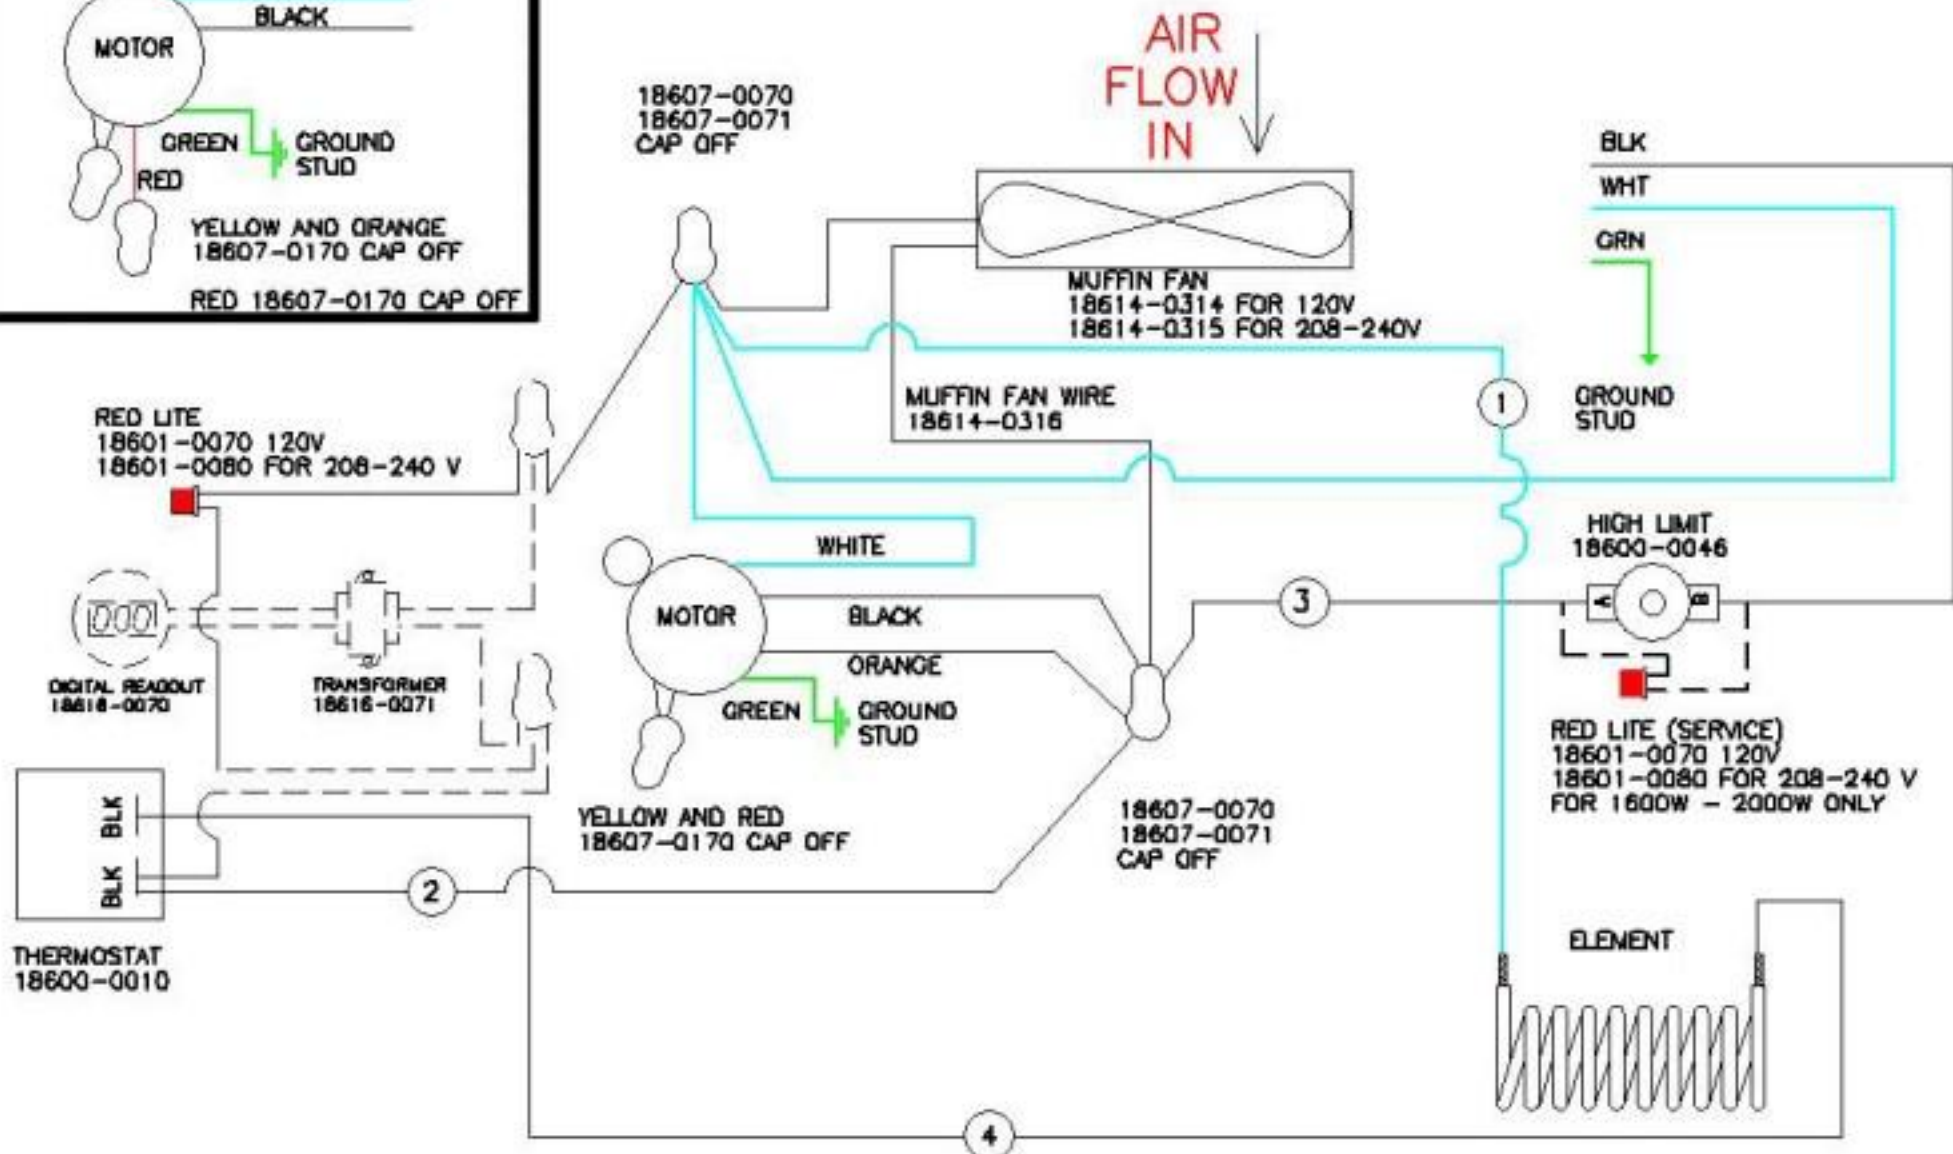 BLACK
MOTOR
GREEN
GROUND
STUD
RED
YELLOW AND ORANGE
18607-0170 CAP OFF
RED 18607-0170 CAP OFF
18607-0070
18607-0071
CAP OFF
AIR
FLOW
IN
MUFFIN FAN
18614-0314 FOR 120V
18614-0315 FOR 208-240V
BLK
WHT
GRN
GROUND
STUD
MUFFIN FAN WIRE
18614-0316
1
RED LITE
18601-0070 120V
18601-0080 FOR 208-240 V
WHITE
MOTOR
BLACK
ORANGE
GREEN
GROUND
STUD
YELLOW AND RED
18607-0170 CAP OFF
3
HIGH LIMIT
18600-0046
A
B
RED LITE (SERVICE)
18601-0070 120V
18601-0080 FOR 208-240 V
FOR 1600W - 2000W ONLY
000
DIGITAL READOUT
18616-0070
TRANSFORMER
18616-0071
BLK
BLK
2
THERMOSTAT
18600-0010
18607-0070
18607-0071
CAP OFF
ELEMENT
4